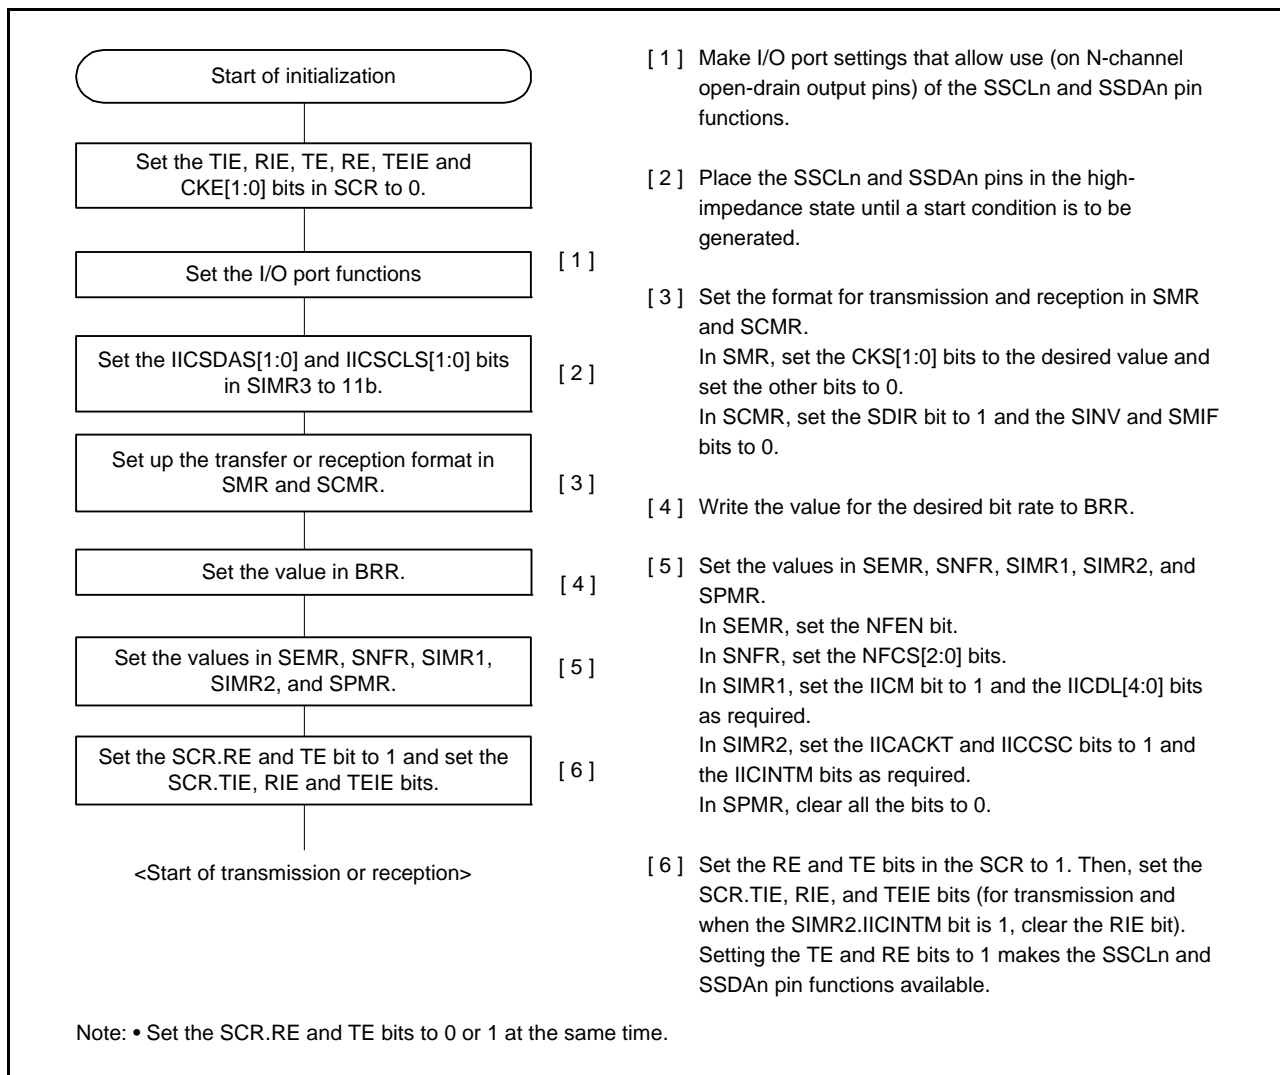 Start of initialization
Set the TIE, RIE, TE, RE, TEIE and
CKE[1:0] bits in SCR to 0.
Set the I/O port functions
[ 1 ]
Set the IICSDAS[1:0] and IICSCLS[1:0] bits
in SIMR3 to 11b.
[ 2 ]
Set up the transfer or reception format in
SMR and SCMR.
[ 3 ]
Set the value in BRR.
[ 4 ]
Set the values in SEMR, SNFR, SIMR1,
SIMR2, and SPMR.
[ 5 ]
Set the SCR.RE and TE bit to 1 and set the
SCR.TIE, RIE and TEIE bits.
[ 6 ]
<Start of transmission or reception>
[ 1 ] Make I/O port settings that allow use (on N-channel
open-drain output pins) of the SSCLn and SSDAn pin
functions.
[ 2 ] Place the SSCLn and SSDAn pins in the high-
impedance state until a start condition is to be
generated.
[ 3 ] Set the format for transmission and reception in SMR
and SCMR.
In SMR, set the CKS[1:0] bits to the desired value and
set the other bits to 0.
In SCMR, set the SDIR bit to 1 and the SINV and SMIF
bits to 0.
[ 4 ] Write the value for the desired bit rate to BRR.
[ 5 ] Set the values in SEMR, SNFR, SIMR1, SIMR2, and
SPMR.
In SEMR, set the NFEN bit.
In SNFR, set the NFCS[2:0] bits.
In SIMR1, set the IICM bit to 1 and the IICDL[4:0] bits
as required.
In SIMR2, set the IICACKT and IICCSC bits to 1 and
the IICINTM bits as required.
In SPMR, clear all the bits to 0.
[ 6 ] Set the RE and TE bits in the SCR to 1. Then, set the
SCR.TIE, RIE, and TEIE bits (for transmission and
when the SIMR2.IICINTM bit is 1, clear the RIE bit).
Setting the TE and RE bits to 1 makes the SSCLn and
SSDAn pin functions available.
Note: • Set the SCR.RE and TE bits to 0 or 1 at the same time.